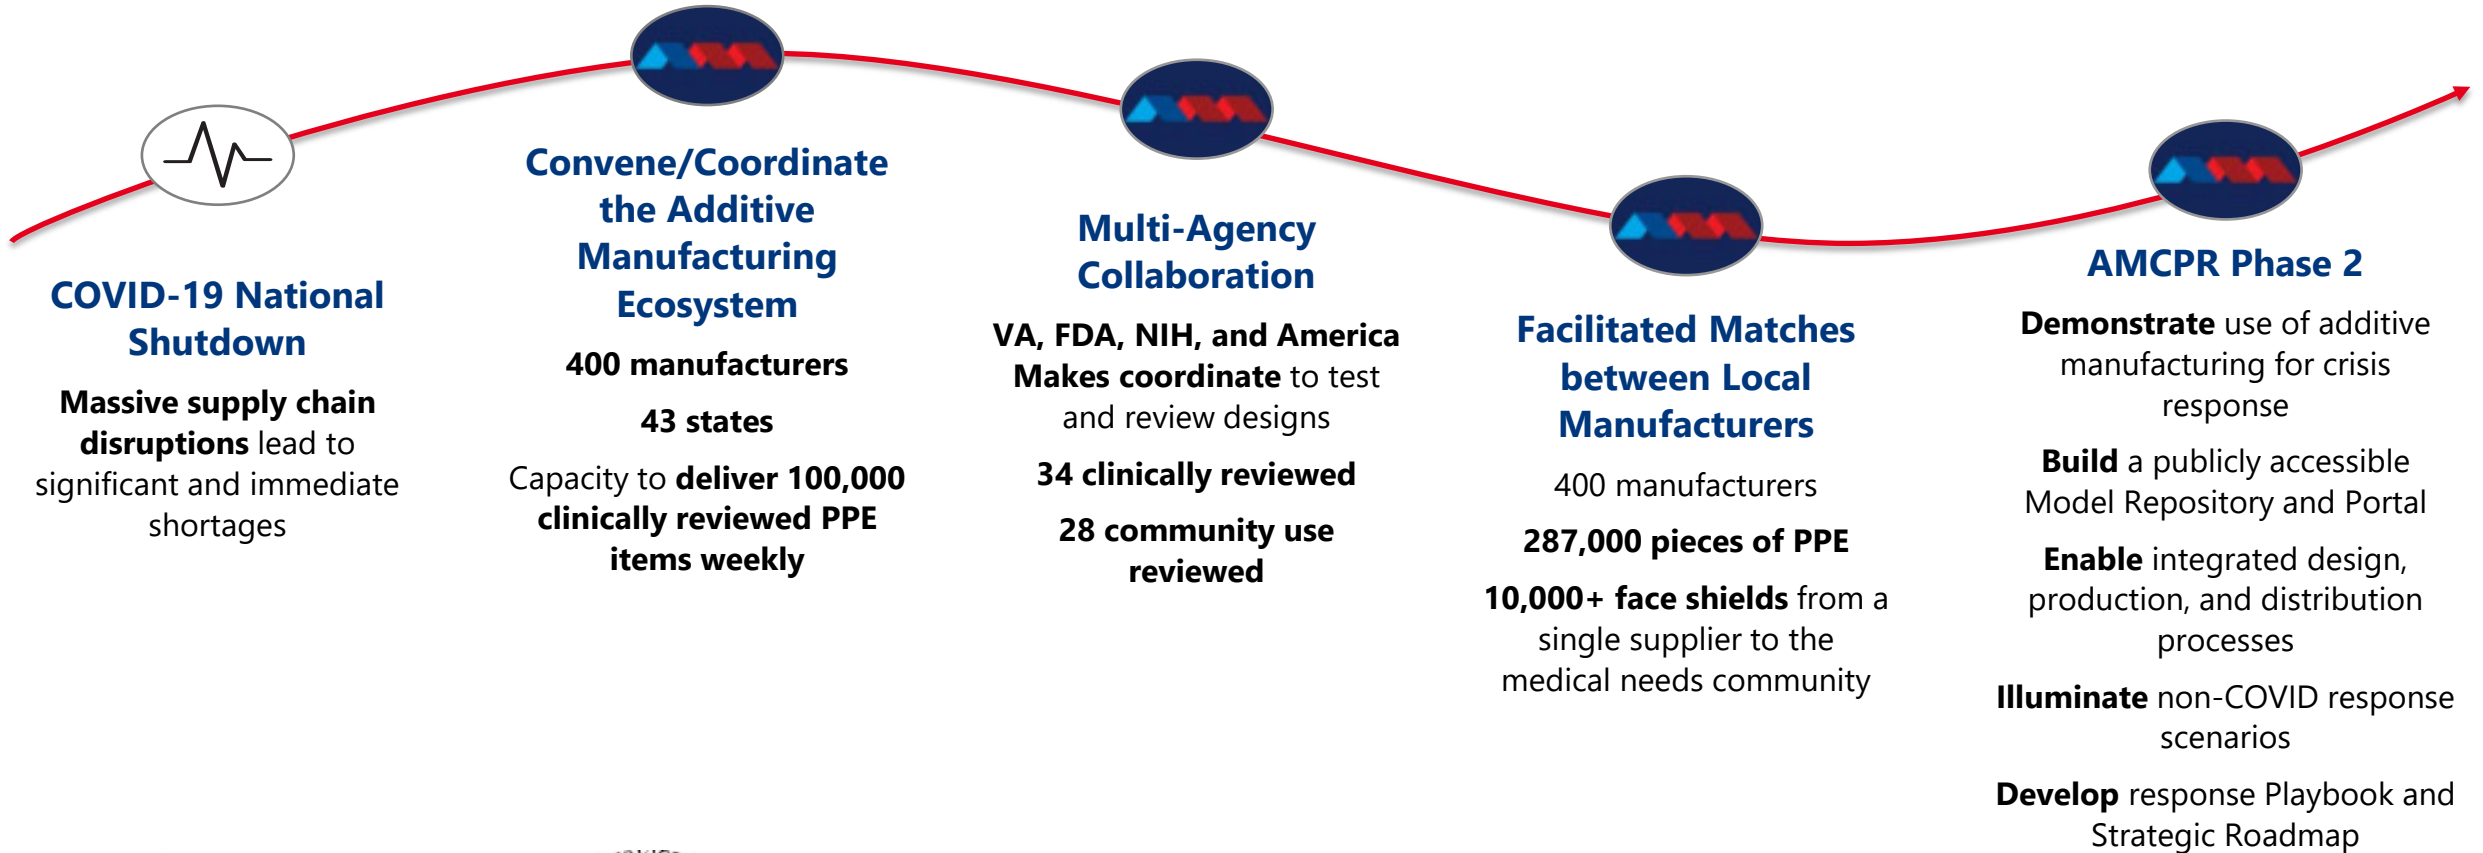 COVID-19 National
Shutdown
Massive supply chain
disruptions lead to
significant and immediate
shortages
Convene/Coordinate
the Additive
Manufacturing
Ecosystem
400 manufacturers
43 states
Capacity to deliver 100,000
clinically reviewed PPE
items weekly
Multi-Agency
Collaboration
VA, FDA, NIH, and America
Makes coordinate to test
and review designs
34 clinically reviewed
28 community use
reviewed
Facilitated Matches
between Local
Manufacturers
400 manufacturers
287,000 pieces of PPE
10,000+ face shields from a
single supplier to the
medical needs community
AMCPR Phase 2
Demonstrate use of additive
manufacturing for crisis
response
Build a publicly accessible
Model Repository and Portal
Enable integrated design,
production, and distribution
processes
Illuminate non-COVID response
scenarios
Develop response Playbook and
Strategic Roadmap